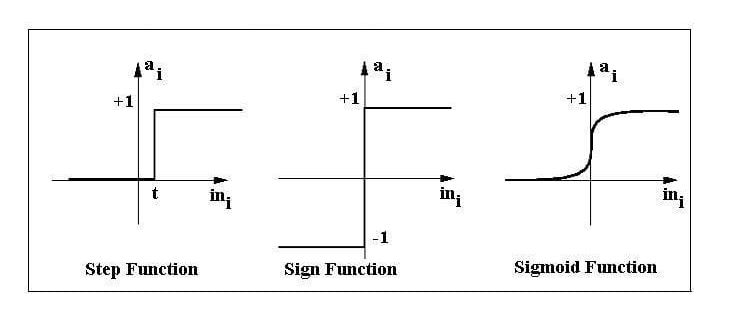 a i
+1
t
in i
Step Function
a i
+1
in i
-1
Sign Function
a i
+1
in i
Sigmoid Function